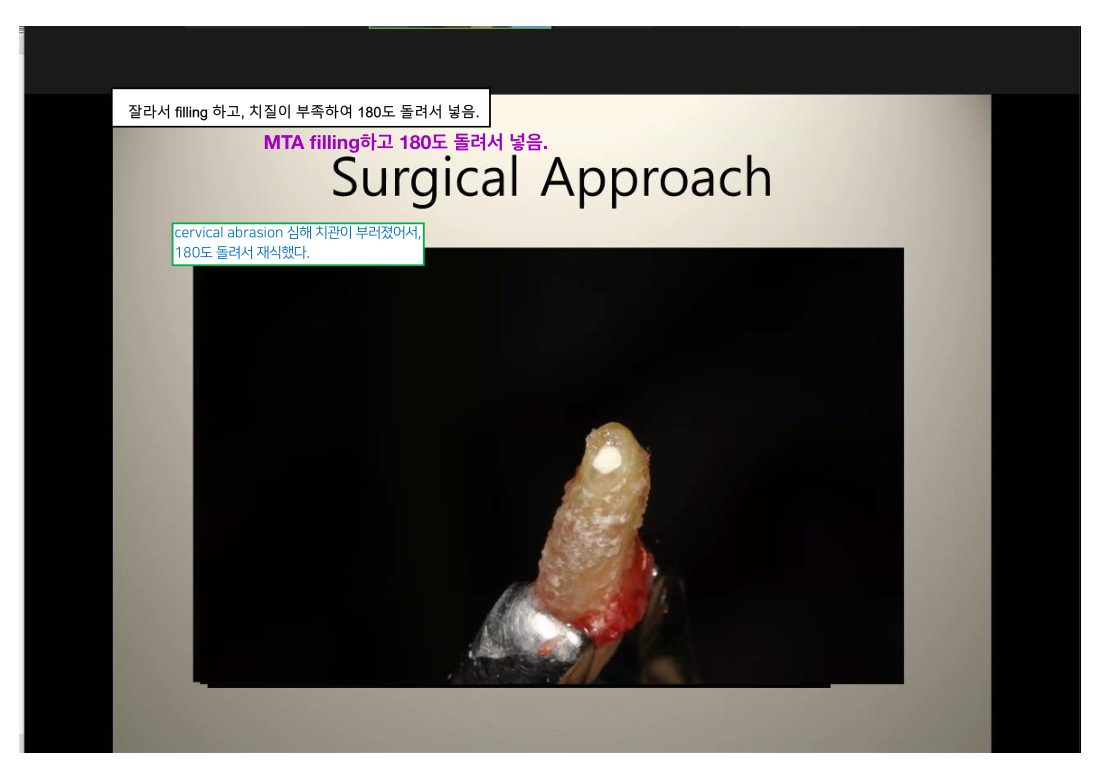 잘라서 filling 하고, 치질이 부족하여 180도 돌려서 넣음.
MTA filling하고 180도 돌려서 넣음.
Surgical Approach
cervical abrasion 심해 치관이 부러졌어서,
180도 돌려서 재식했다.